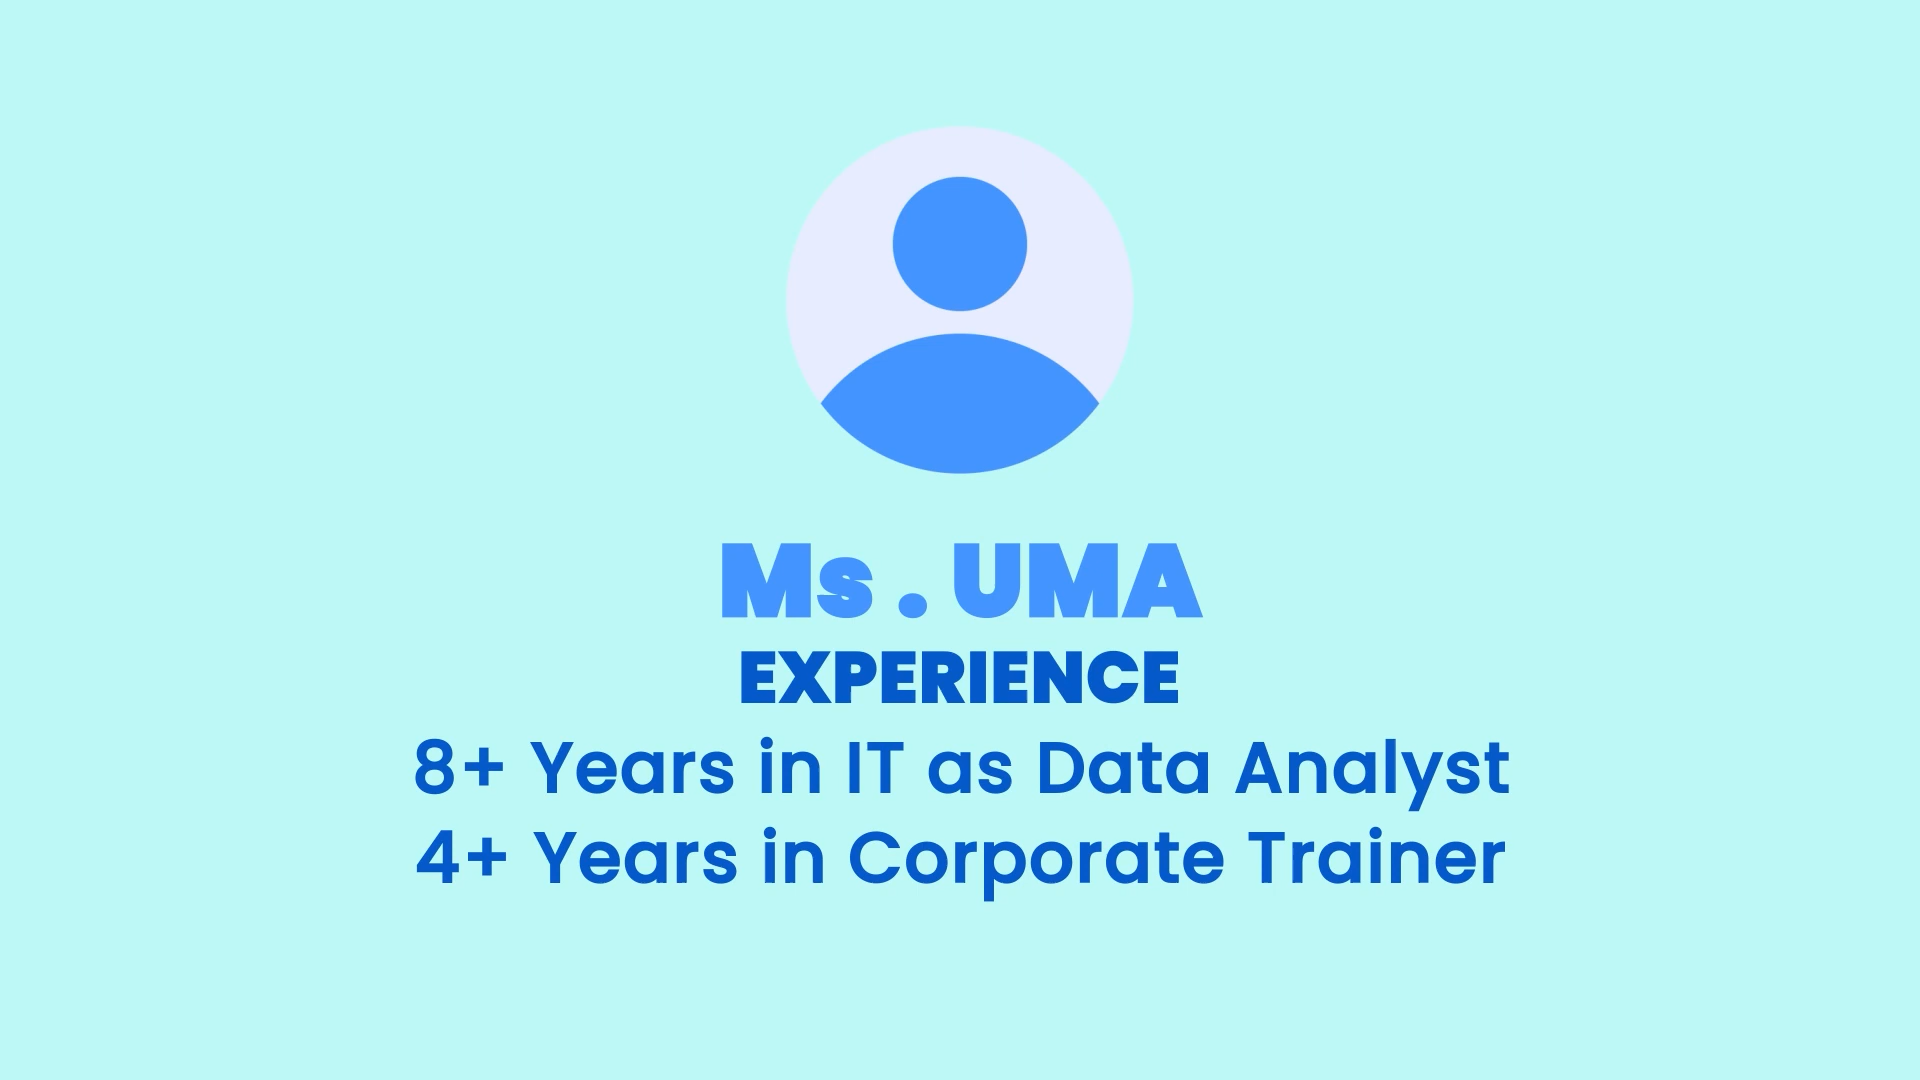 Ms . UMA
EXPERIENCE
8+ Years in IT as Data Analyst
4+ Years in Corporate Trainer